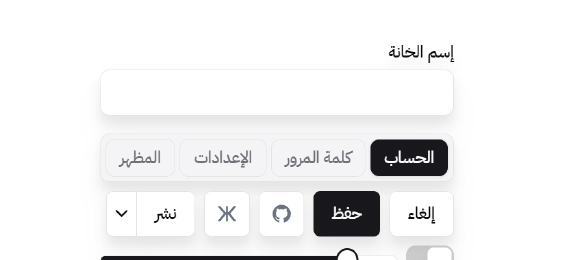 إسم الخانة
الحساب كلمة المرور الإعدادات المظهر
إلغاء حفظ نشر